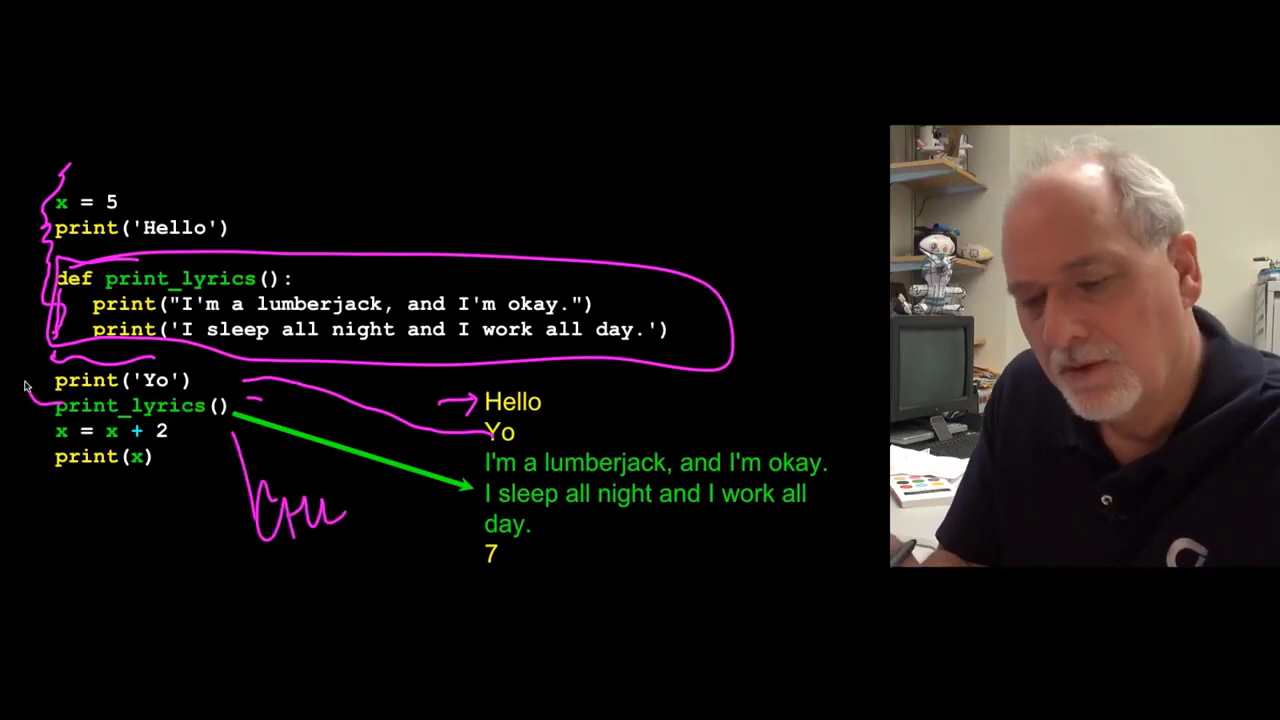 x = 5
print('Hello')
def print_lyrics():
print("I'm a lumberjack, and I'm okay.")
print('I sleep all night and I work all day.')
print('Yo')
print_lyrics()
x = x + 2
print(x)
Hello
Yo
I'm a lumberjack, and I'm okay.
I sleep all night and I work all
day.
7